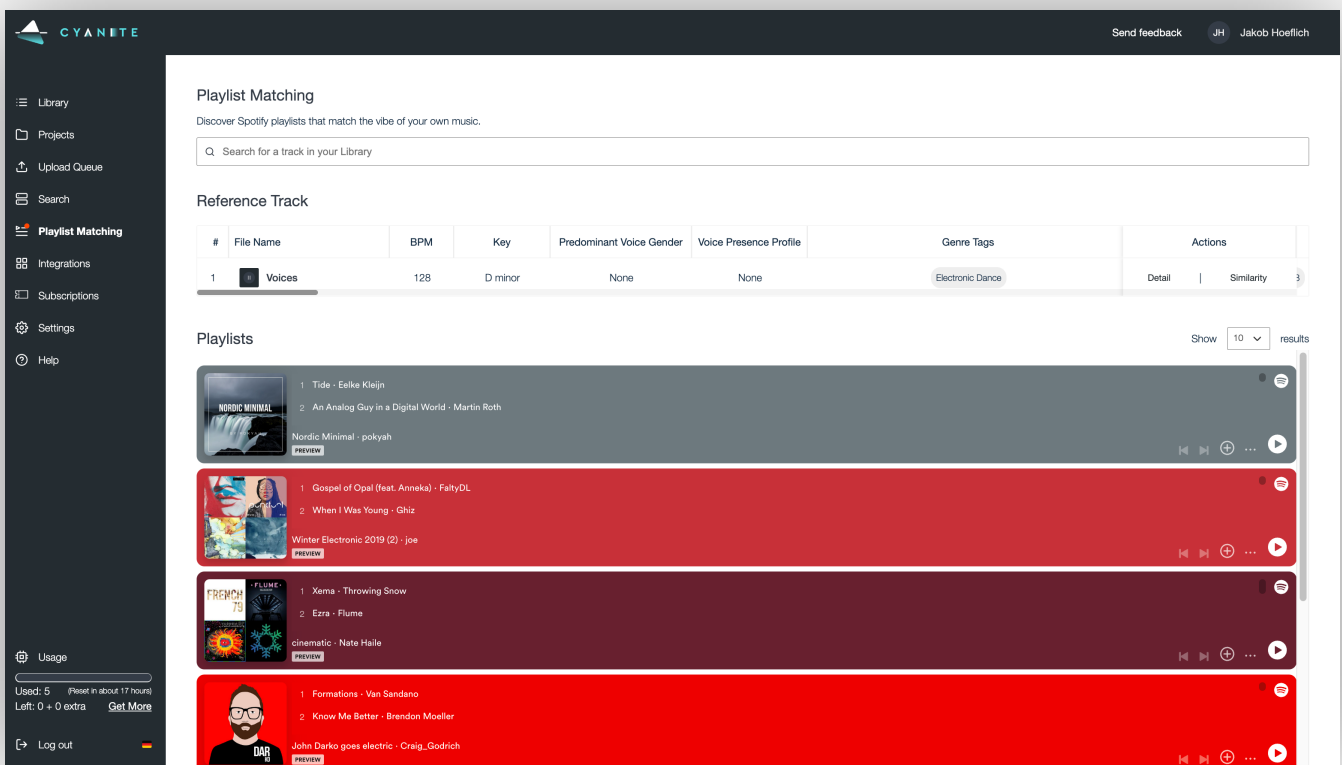 CYANITE
Send feedback
JH
Jakob Hoeflich
Library
Projects
Upload Queue
Search
Playlist Matching
Integrations
Subscriptions
Settings
Help
Usage
Used: 5 (Reset in about 17 hours)
Left: 0 + 0 extra Get More
Log out
Playlist Matching
Discover Spotify playlists that match the vibe of your own music.
Search for a track in your Library
Reference Track
# File Name BPM Key Predominant Voice Gender Voice Presence Profile Genre Tags Actions
1 Voices 128 D minor None None Electronic Dance Detail | Similarity
Playlists
Show 10 results
NORDIC MINIMAL
1 Tide · Eelke Kleijn
2 An Analog Guy in a Digital World · Martin Roth
Nordic Minimal · pokyah
PREVIEW
1 Gospel of Opal (feat. Anneka) · FaltyDL
2 When I Was Young · Ghiz
Winter Electronic 2019 (2) · joe
PREVIEW
FRENCH
79
·FLUME·
1 Xema · Throwing Snow
2 Ezra · Flume
cinematic · Nate Haile
PREVIEW
DAR
KO
1 Formations · Van Sandano
2 Know Me Better · Brendon Moeller
John Darko goes electric · Craig_Godrich
PREVIEW